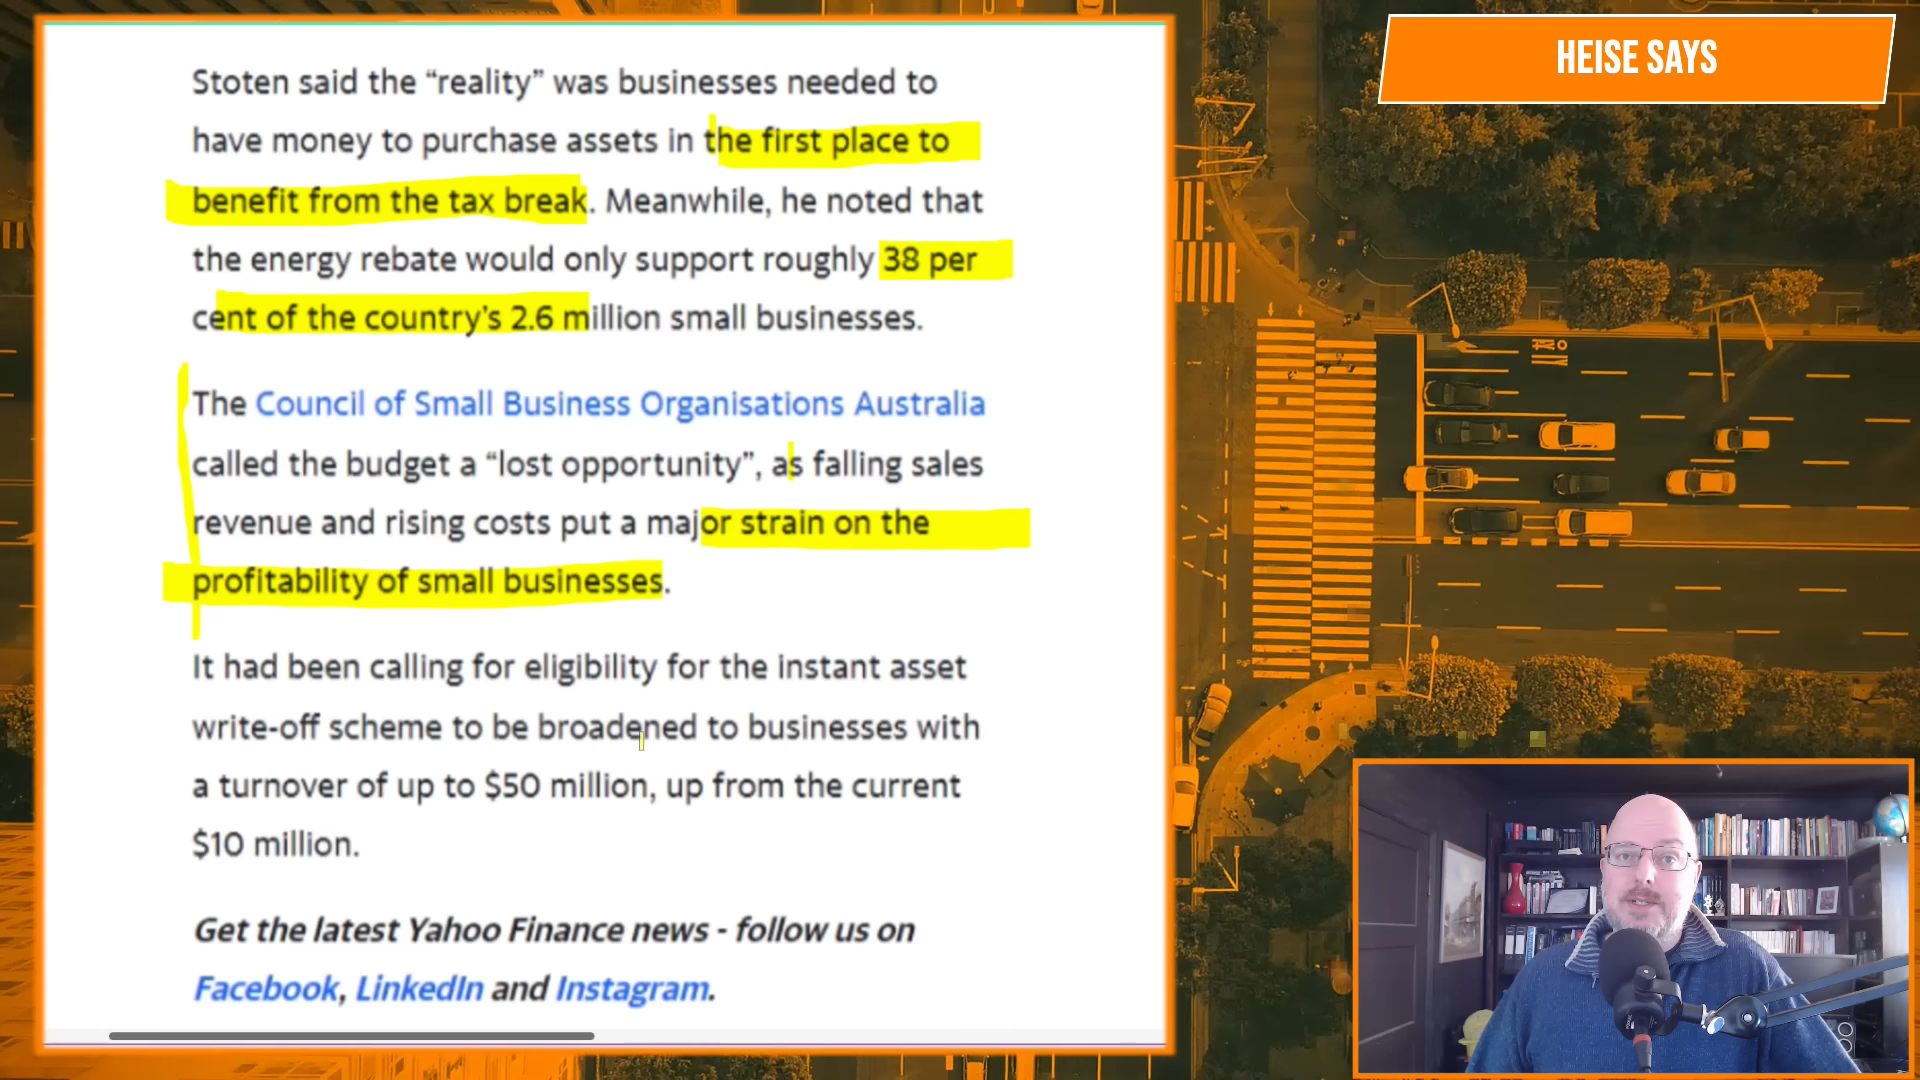 HEISE SAYS
Stoten said the “reality” was businesses needed to
have money to purchase assets in the first place to
benefit from the tax break. Meanwhile, he noted that
the energy rebate would only support roughly 38 per
cent of the country’s 2.6 million small businesses.
The Council of Small Business Organisations Australia
called the budget a “lost opportunity”, as falling sales
revenue and rising costs put a major strain on the
profitability of small businesses.
It had been calling for eligibility for the instant asset
write-off scheme to be broadened to businesses with
a turnover of up to $50 million, up from the current
$10 million.
Get the latest Yahoo Finance news - follow us on
Facebook, LinkedIn and Instagram.